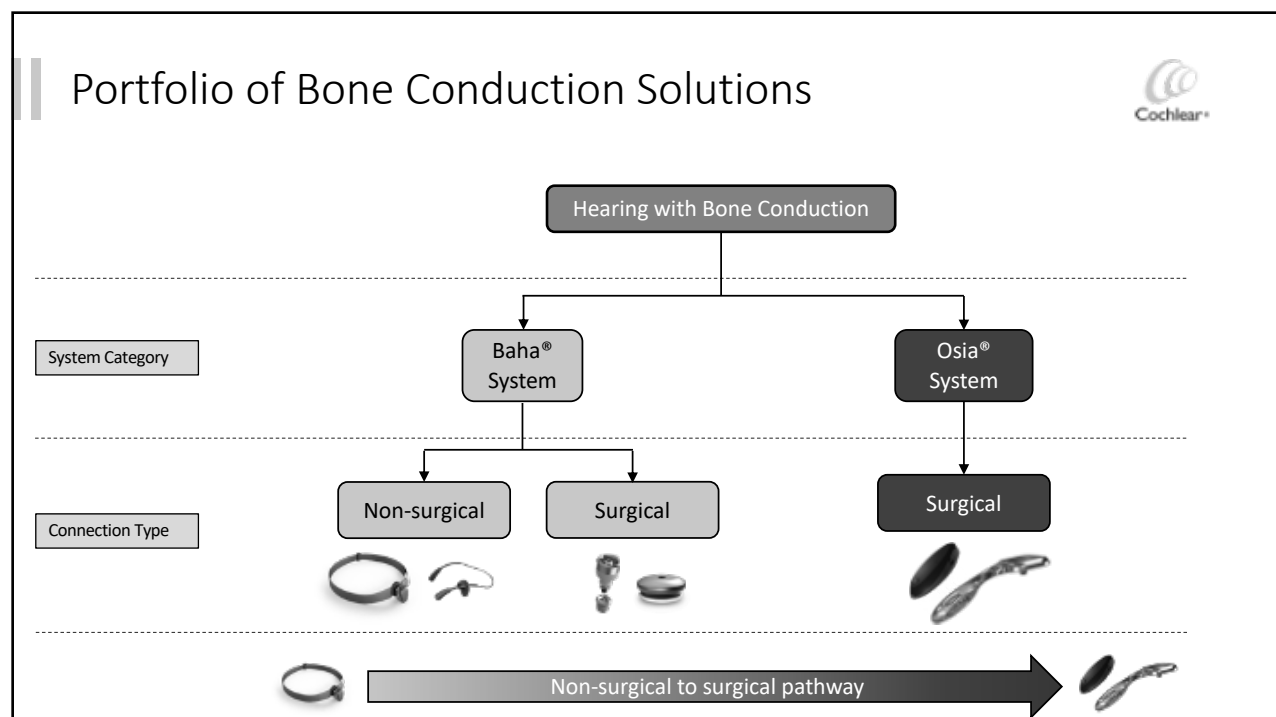 Portfolio of Bone Conduction Solutions
Cochlear®
Hearing with Bone Conduction
System Category
Baha®
System
Osia®
System
Connection Type
Non-surgical
Surgical
Surgical
Non-surgical to surgical pathway